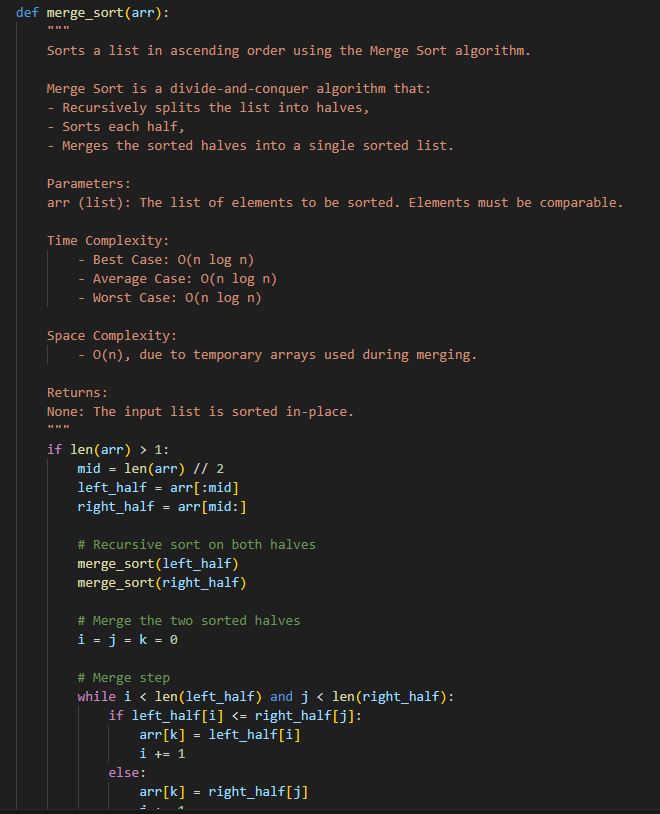 def merge_sort(arr):
    """
    Sorts a list in ascending order using the Merge Sort algorithm.

    Merge Sort is a divide-and-conquer algorithm that:
    - Recursively splits the list into halves,
    - Sorts each half,
    - Merges the sorted halves into a single sorted list.

    Parameters:
    arr (list): The list of elements to be sorted. Elements must be comparable.

    Time Complexity:
        - Best Case: O(n log n)
        - Average Case: O(n log n)
        - Worst Case: O(n log n)

    Space Complexity:
        - O(n), due to temporary arrays used during merging.

    Returns:
    None: The input list is sorted in-place.
    """
    if len(arr) > 1:
        mid = len(arr) // 2
        left_half = arr[:mid]
        right_half = arr[mid:]

        # Recursive sort on both halves
        merge_sort(left_half)
        merge_sort(right_half)

        # Merge the two sorted halves
        i = j = k = 0

        # Merge step
        while i < len(left_half) and j < len(right_half):
            if left_half[i] <= right_half[j]:
                arr[k] = left_half[i]
                i += 1
            else:
                arr[k] = right_half[j]